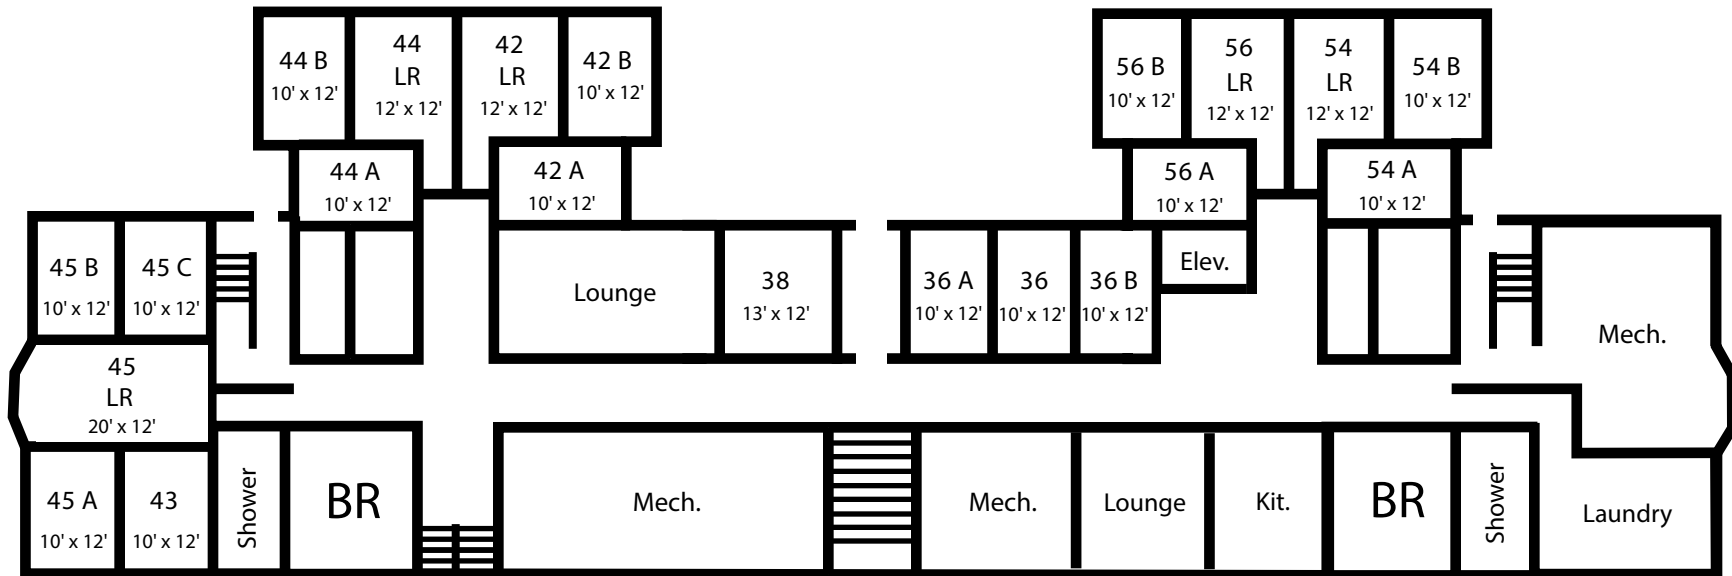 44 B
10' x 12'
44
LR
12' x 12'
42
LR
12' x 12'
42 B
10' x 12'
56 B
10' x 12'
56
LR
12' x 12'
54
LR
12' x 12'
54 B
10' x 12'
44 A
10' x 12'
42 A
10' x 12'
56 A
10' x 12'
54 A
10' x 12'
45 B
10' x 12'
45 C
10' x 12'
Lounge
38
13' x 12'
36 A
10' x 12'
36
10' x 12'
36 B
10' x 12'
Elev.
Mech.
45
LR
20' x 12'
45 A
10' x 12'
43
10' x 12'
Shower
BR
Mech.
Mech.
Lounge
Kit.
BR
Shower
Laundry